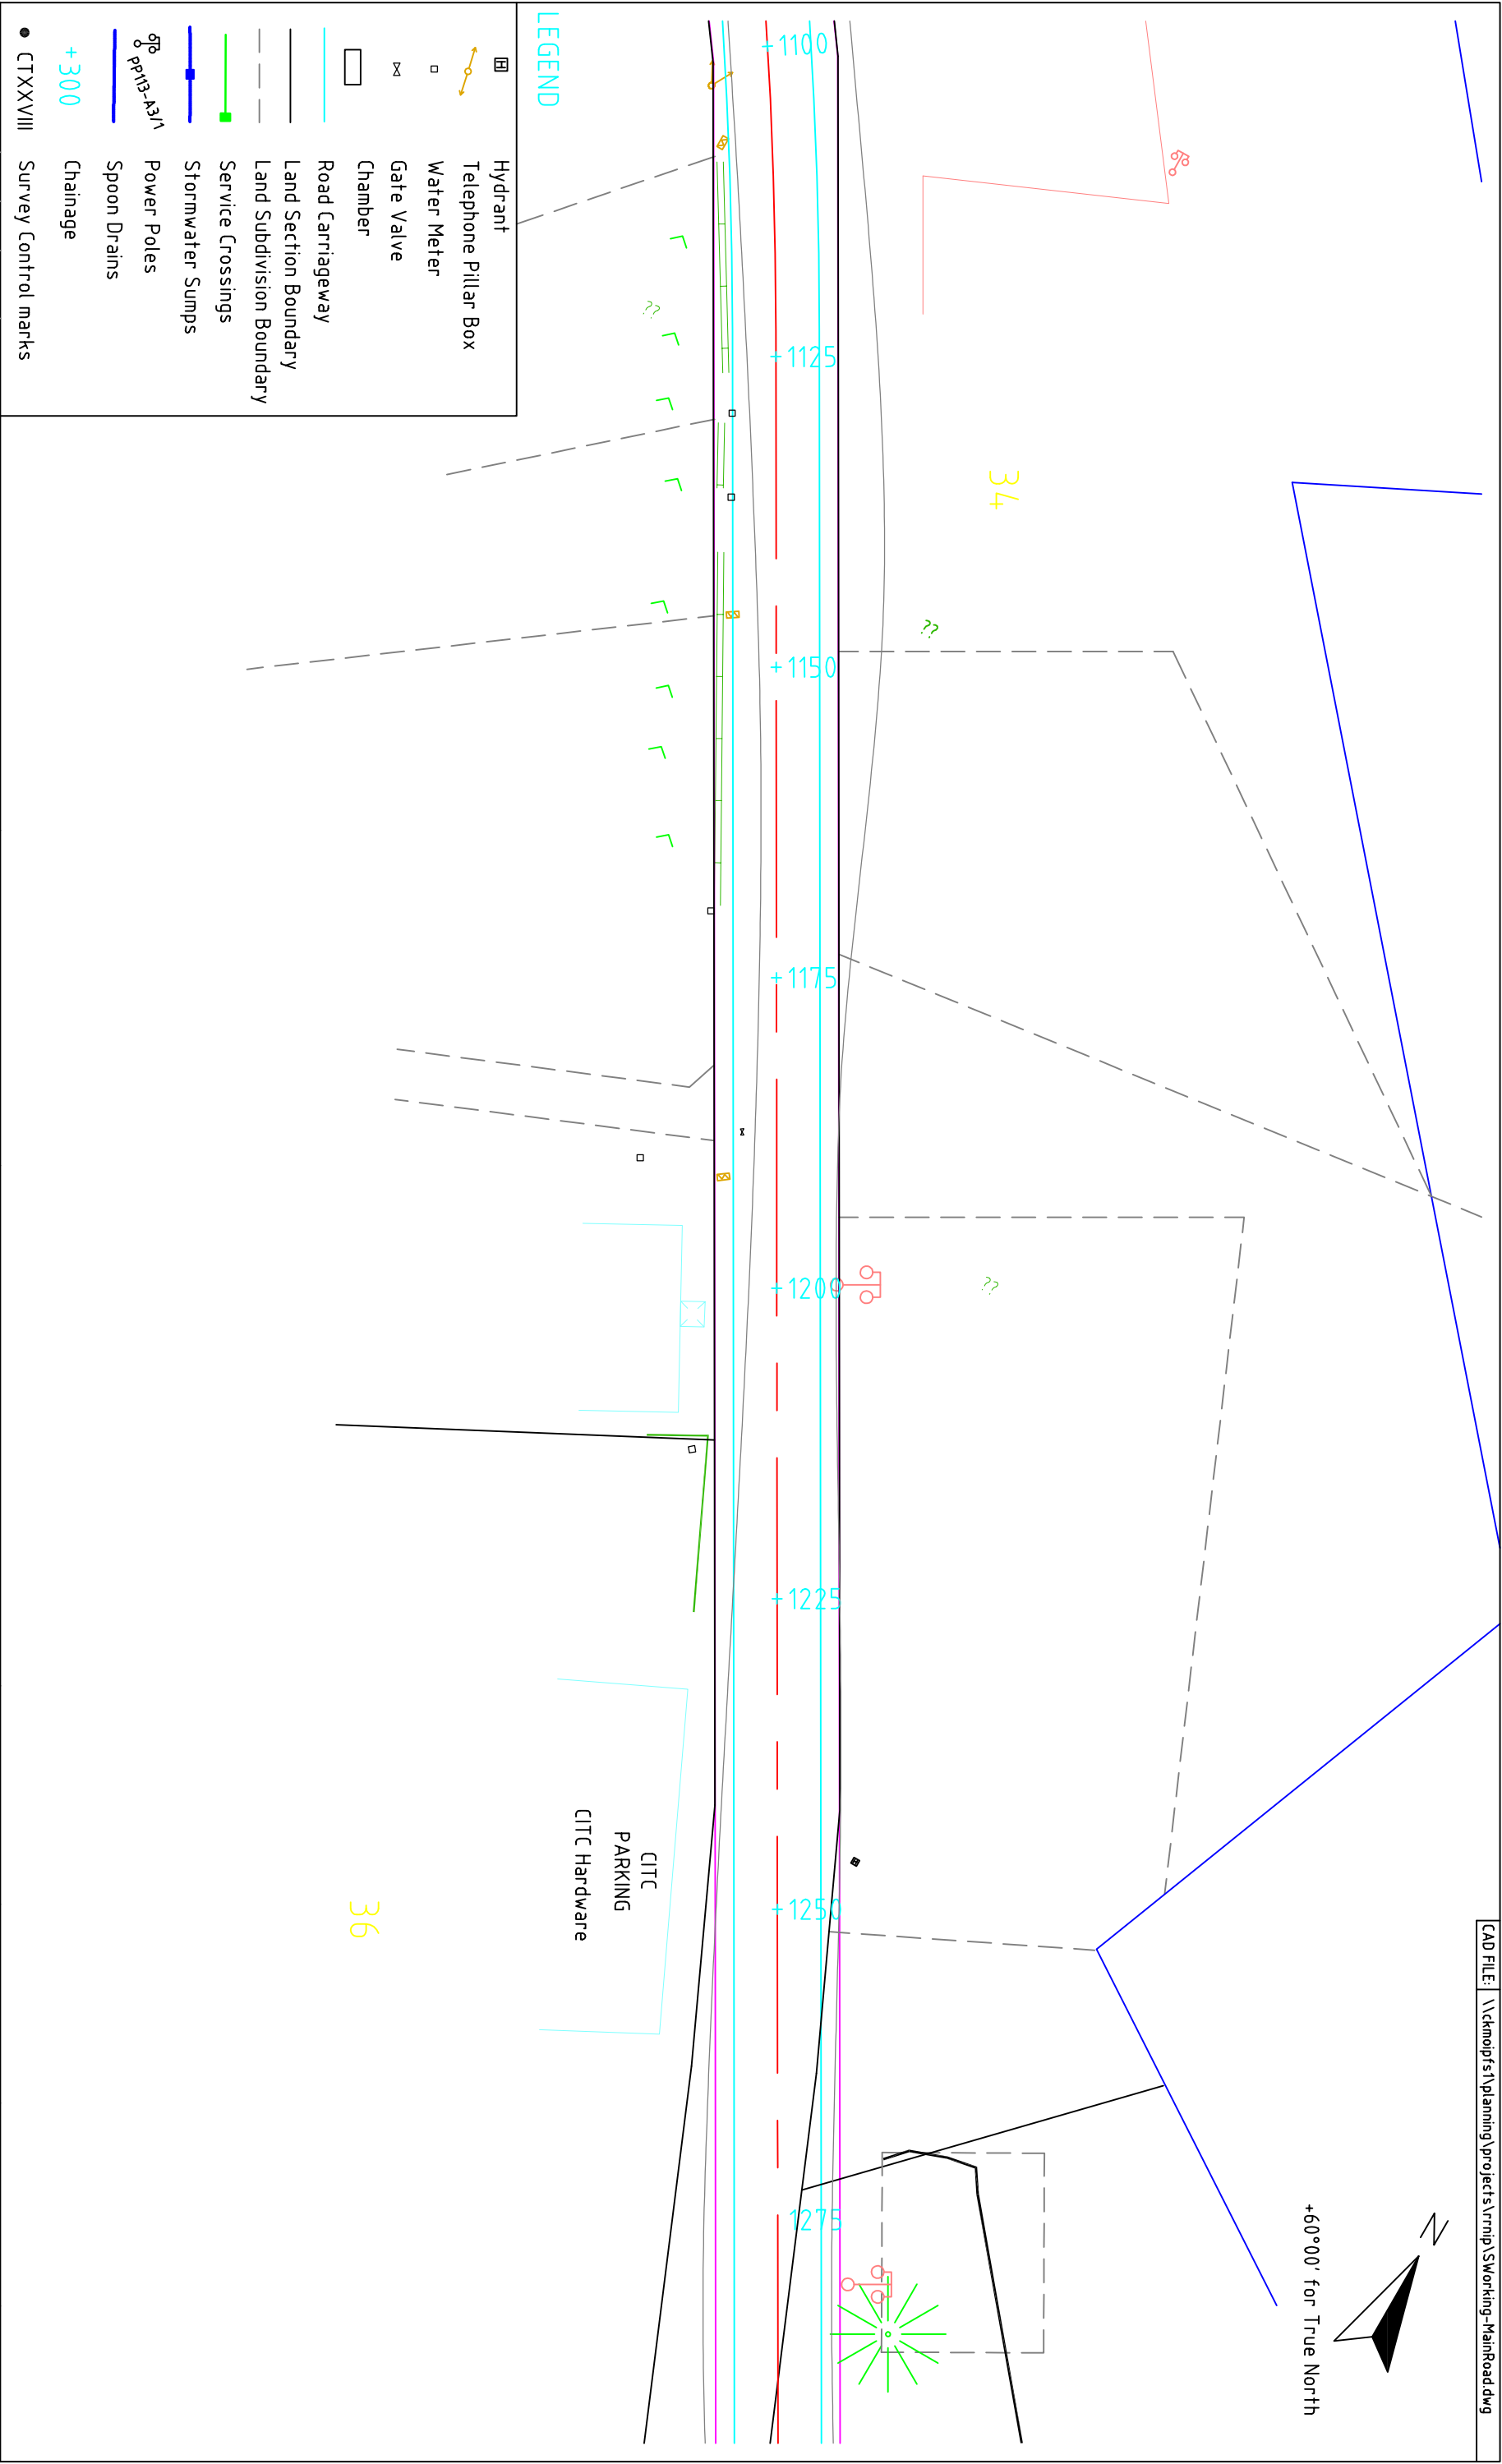 CAD FILE: \\ckmoipfs1\planning\projects\rrnip\SWorking-MainRoad.dwg
N
+60°00' for True North
34
??
??
??
+1100
+1125
+1150
+1175
+1200
+1225
+1250
1275
CITC
PARKING
CITC Hardware
36
LEGEND
H Hydrant
Telephone Pillar Box
Water Meter
Gate Valve
Chamber
Road Carriageway
Land Section Boundary
Land Subdivision Boundary
Service Crossings
Stormwater Sumps
PP113-A3/1 Power Poles
Spoon Drains
+300 Chainage
CTXXVIII Survey Control marks